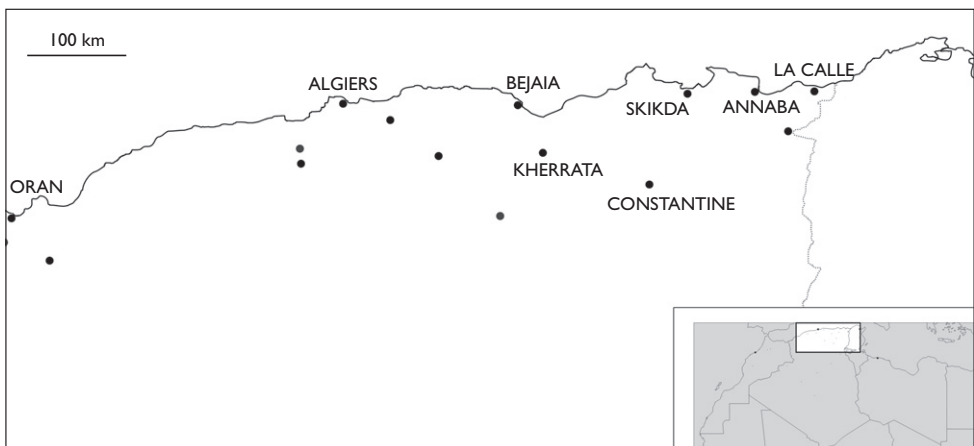 100 km
LA CALLE
ALGIERS
BEJAIA
SKIKDA
ANNABA
KHERRATA
ORAN
CONSTANTINE